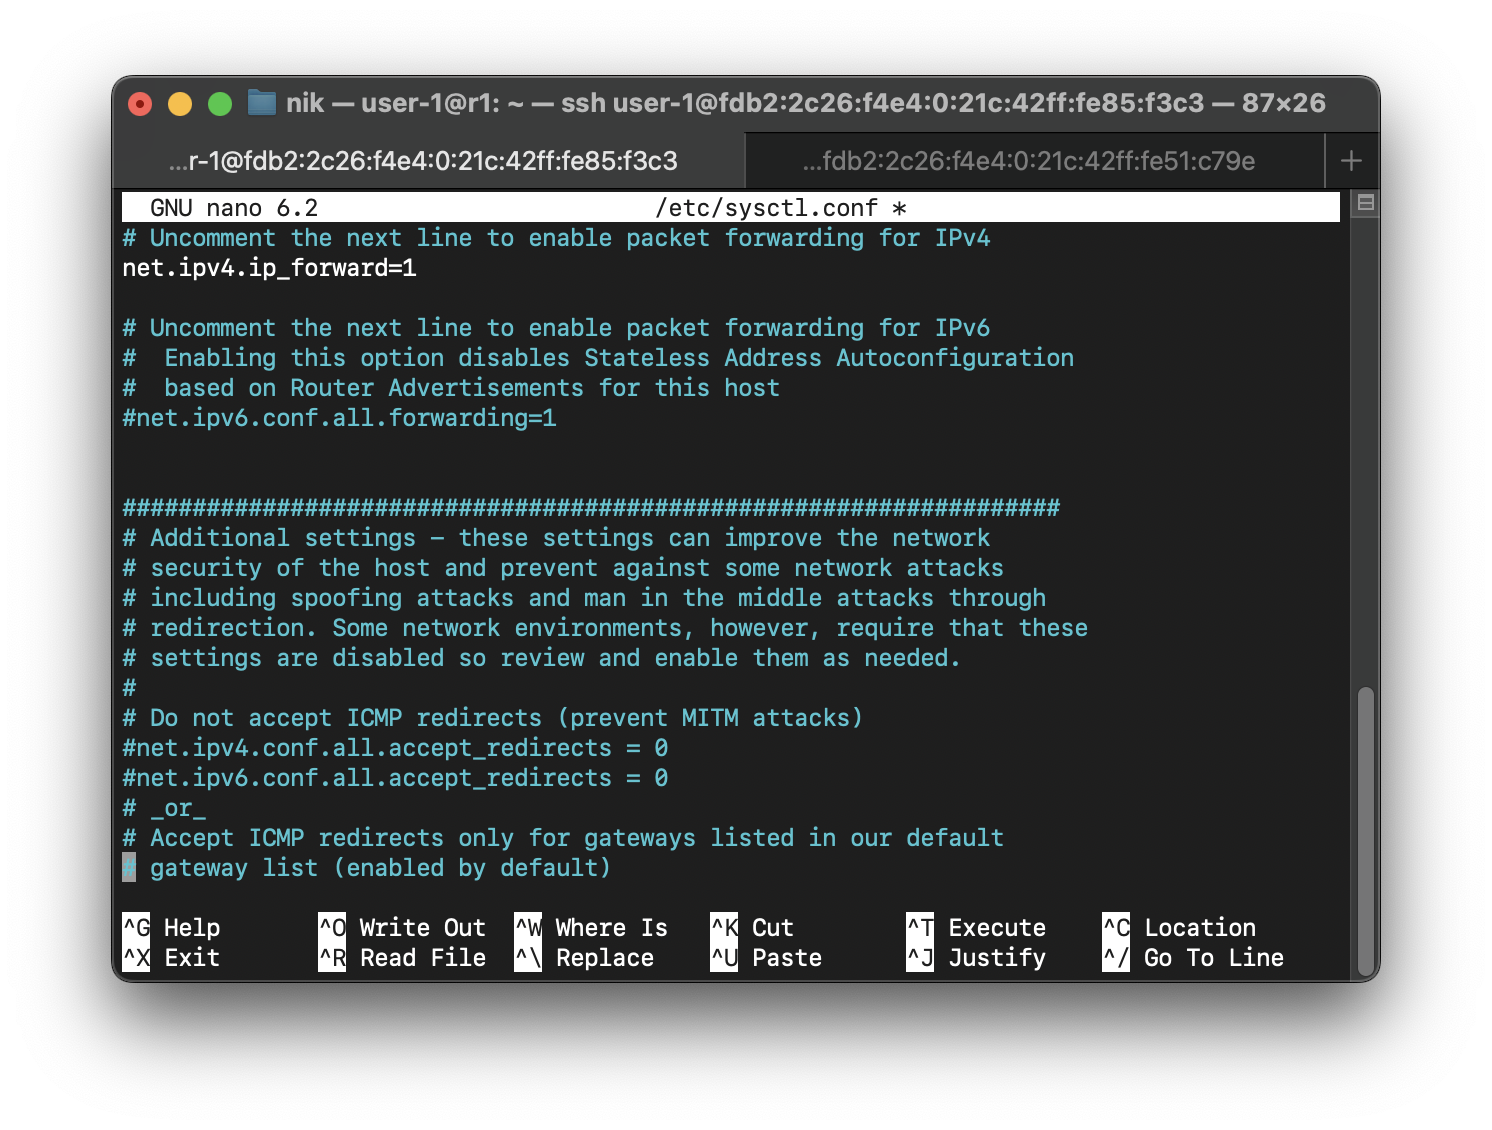 nik — user-1@r1: ~ — ssh user-1@fdb2:2c26:f4e4:0:21c:42ff:fe85:f3c3 — 87×26
...r-1@fdb2:2c26:f4e4:0:21c:42ff:fe85:f3c3 ...fdb2:2c26:f4e4:0:21c:42ff:fe51:c79e +
GNU nano 6.2 /etc/sysctl.conf *
# Uncomment the next line to enable packet forwarding for IPv4
net.ipv4.ip_forward=1
# Uncomment the next line to enable packet forwarding for IPv6
#  Enabling this option disables Stateless Address Autoconfiguration
#  based on Router Advertisements for this host
#net.ipv6.conf.all.forwarding=1
###################################################################
# Additional settings – these settings can improve the network
# security of the host and prevent against some network attacks
# including spoofing attacks and man in the middle attacks through
# redirection. Some network environments, however, require that these
# settings are disabled so review and enable them as needed.
#
# Do not accept ICMP redirects (prevent MITM attacks)
#net.ipv4.conf.all.accept_redirects = 0
#net.ipv6.conf.all.accept_redirects = 0
# _or_
# Accept ICMP redirects only for gateways listed in our default
# gateway list (enabled by default)
^G Help ^O Write Out ^W Where Is ^K Cut ^T Execute ^C Location
^X Exit ^R Read File ^\ Replace ^U Paste ^J Justify ^/ Go To Line